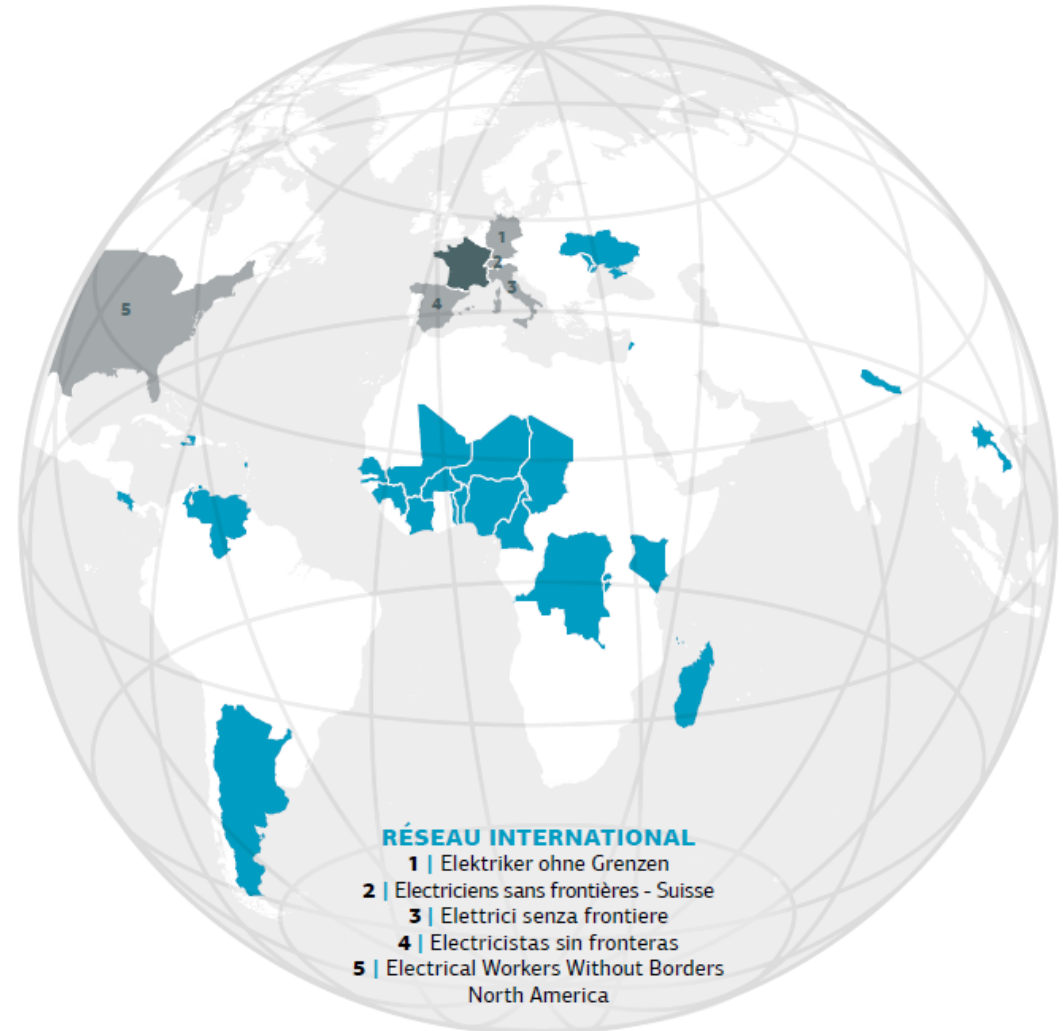 1
2
3
4
5
RÉSEAU INTERNATIONAL
1 | Elektriker ohne Grenzen
2 | Electriciens sans frontières - Suisse
3 | Elettrici senza frontiere
4 | Electricistas sin fronteras
5 | Electrical Workers Without Borders
North America